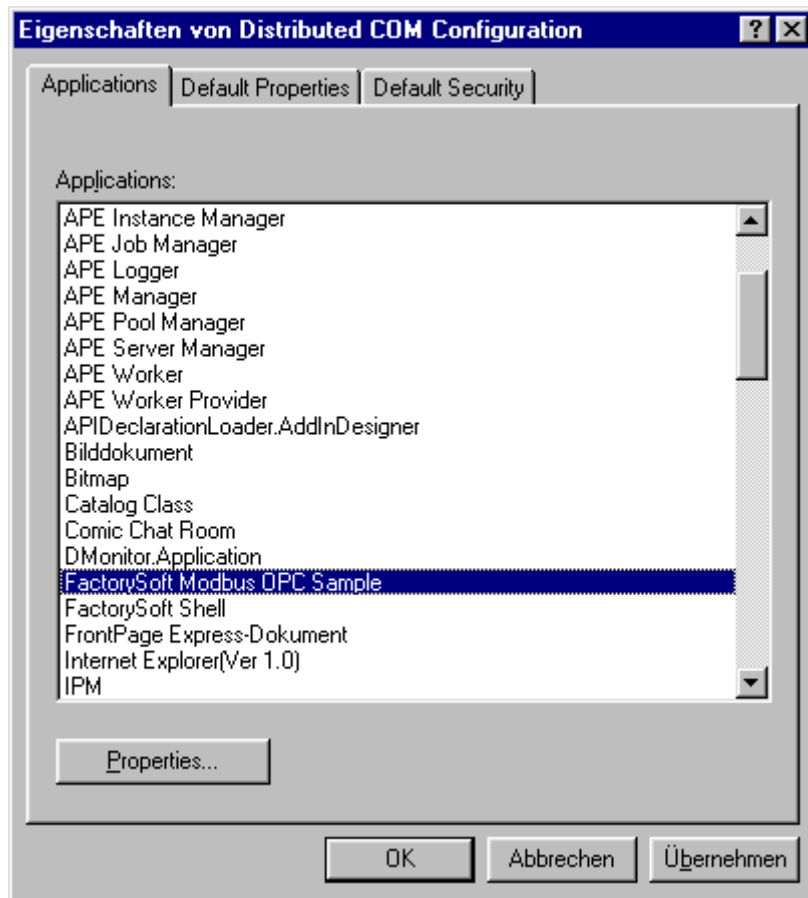 Eigenschaften von Distributed COM Configuration
Applications Default Properties Default Security
Applications:
APE Instance Manager
APE Job Manager
APE Logger
APE Manager
APE Pool Manager
APE Server Manager
APE Worker
APE Worker Provider
APIDeclarationLoader.AddInDesigner
Bilddokument
Bitmap
Catalog Class
Comic Chat Room
DMonitor.Application
FactorySoft Modbus OPC Sample
FactorySoft Shell
FrontPage Express-Dokument
Internet Explorer(Ver 1.0)
IPM
Properties...
OK Abbrechen Übernehmen